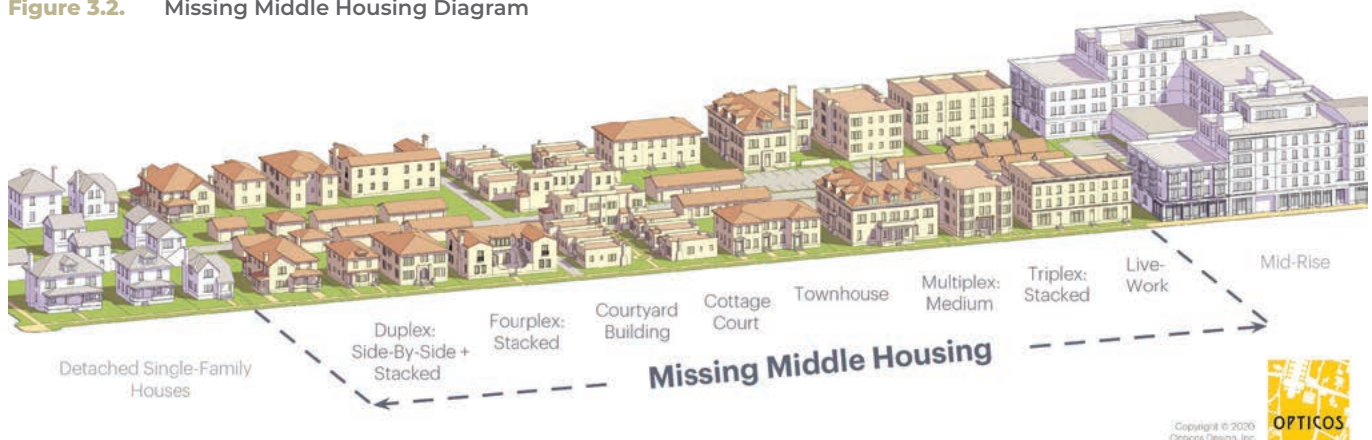 Figure 3.2. Missing Middle Housing Diagram
Detached Single-Family
Houses
Duplex:
Side-By-Side +
Stacked
Fourplex:
Stacked
Courtyard
Building
Cottage
Court
Townhouse
Multiplex:
Medium
Triplex:
Stacked
Live-
Work
Mid-Rise
Missing Middle Housing
Copyright © 2020
Opticos Design, Inc.
OPTICOS